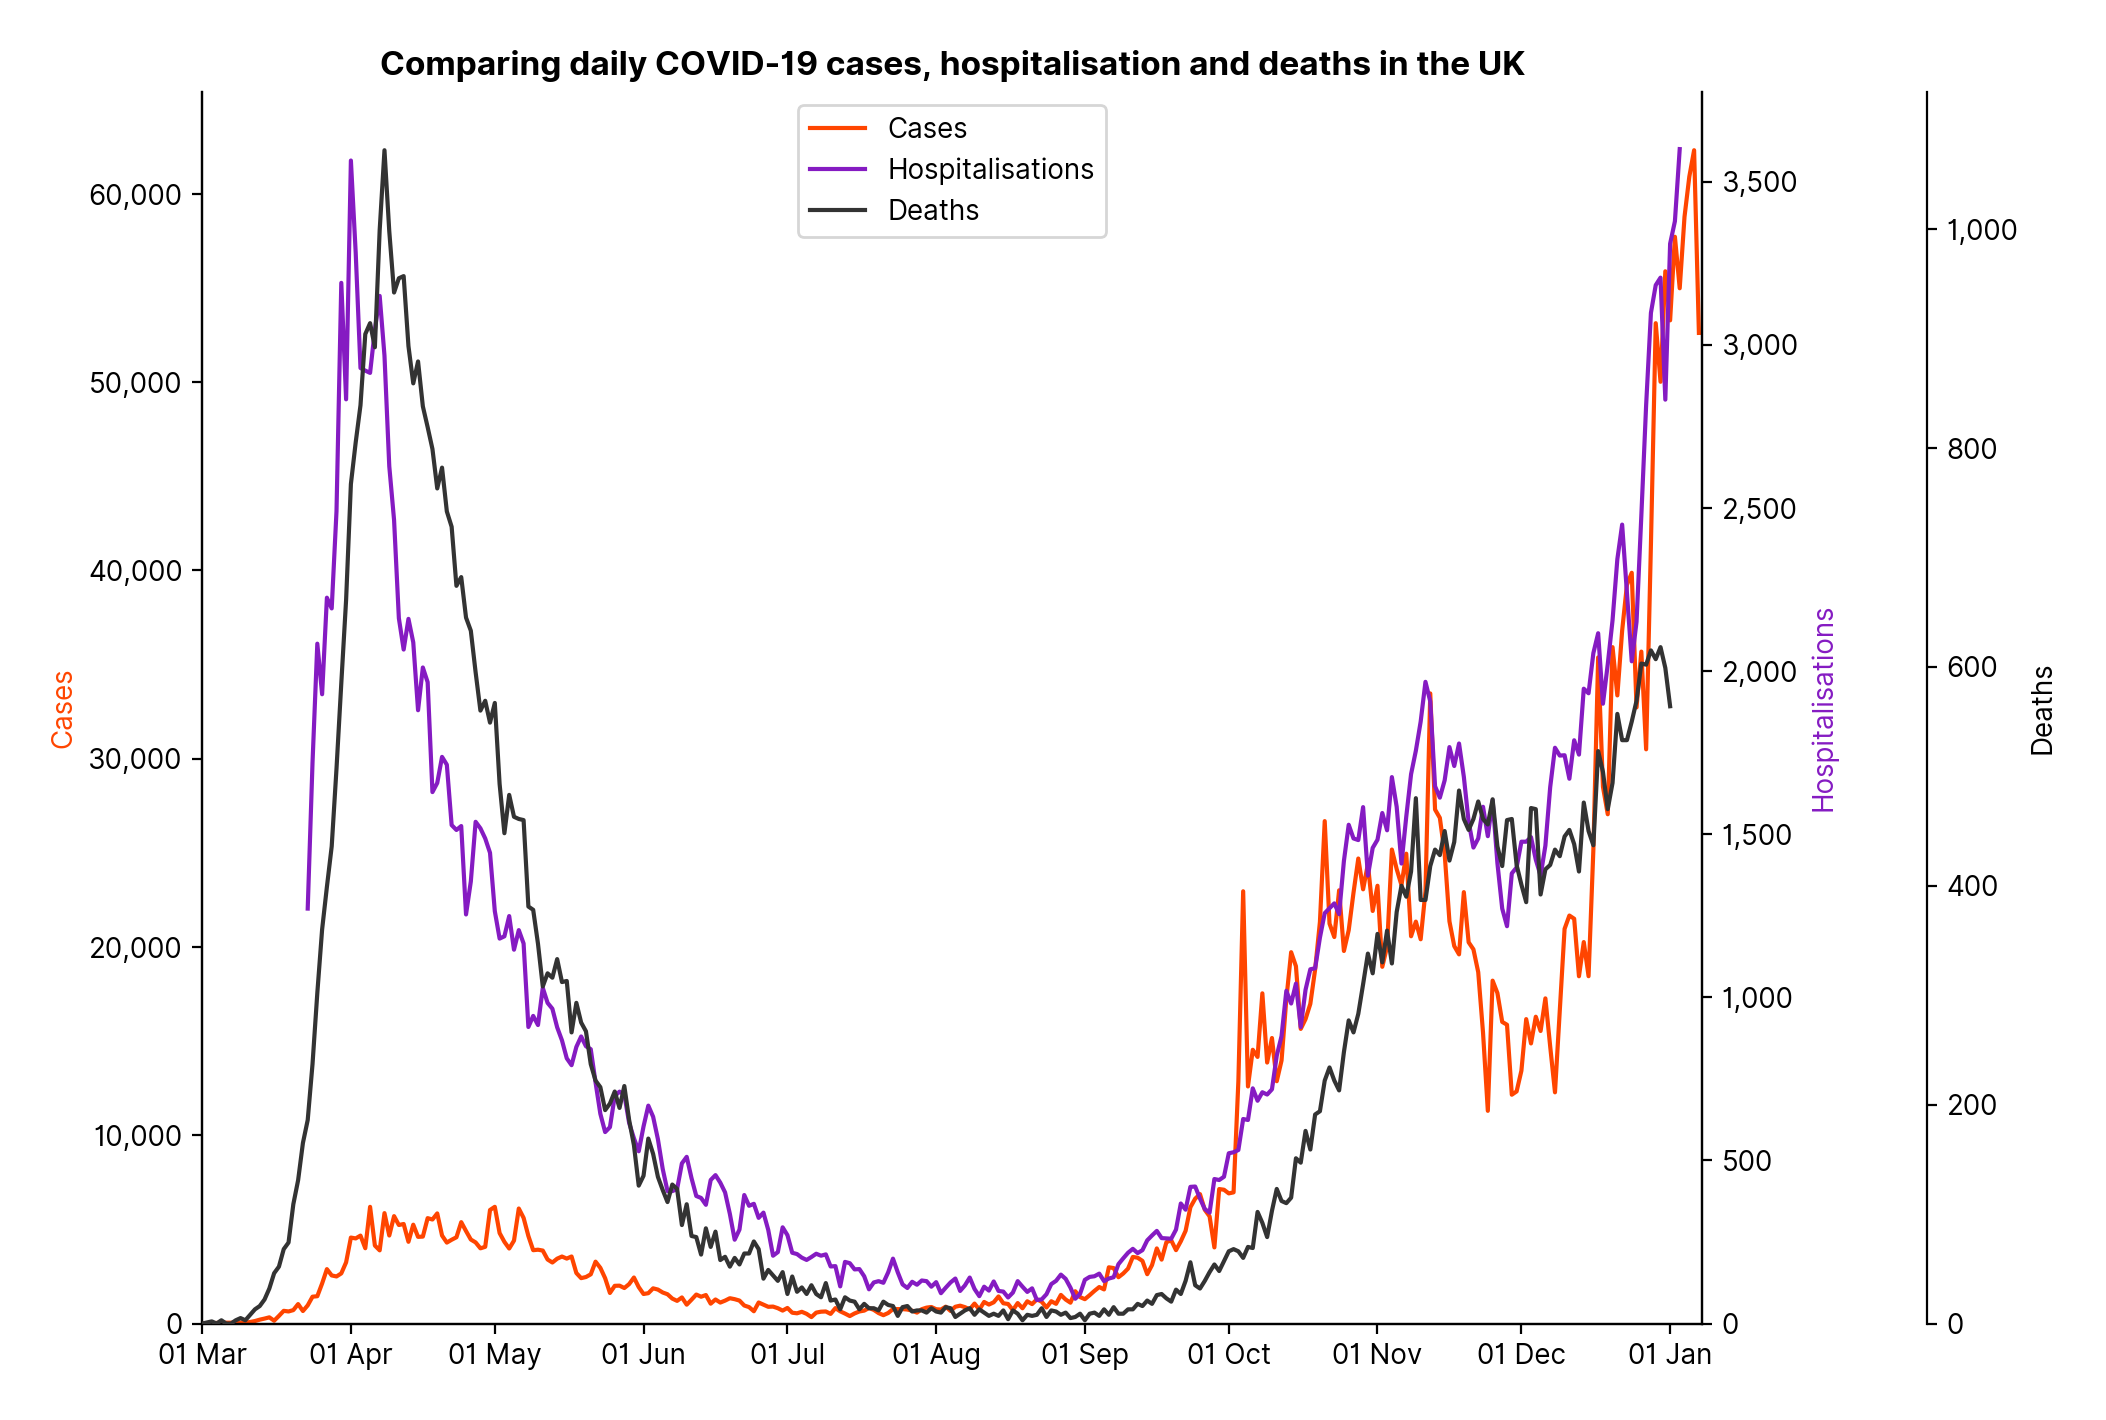 Comparing daily COVID-19 cases, hospitalisation and deaths in the UK
Cases
Hospitalisations
Deaths
60,000
50,000
40,000
30,000
20,000
10,000
0
Cases
3,500
3,000
2,500
2,000
1,500
1,000
500
0
Hospitalisations
1,000
800
600
400
200
0
Deaths
01 Mar 01 Apr 01 May 01 Jun 01 Jul 01 Aug 01 Sep 01 Oct 01 Nov 01 Dec 01 Jan